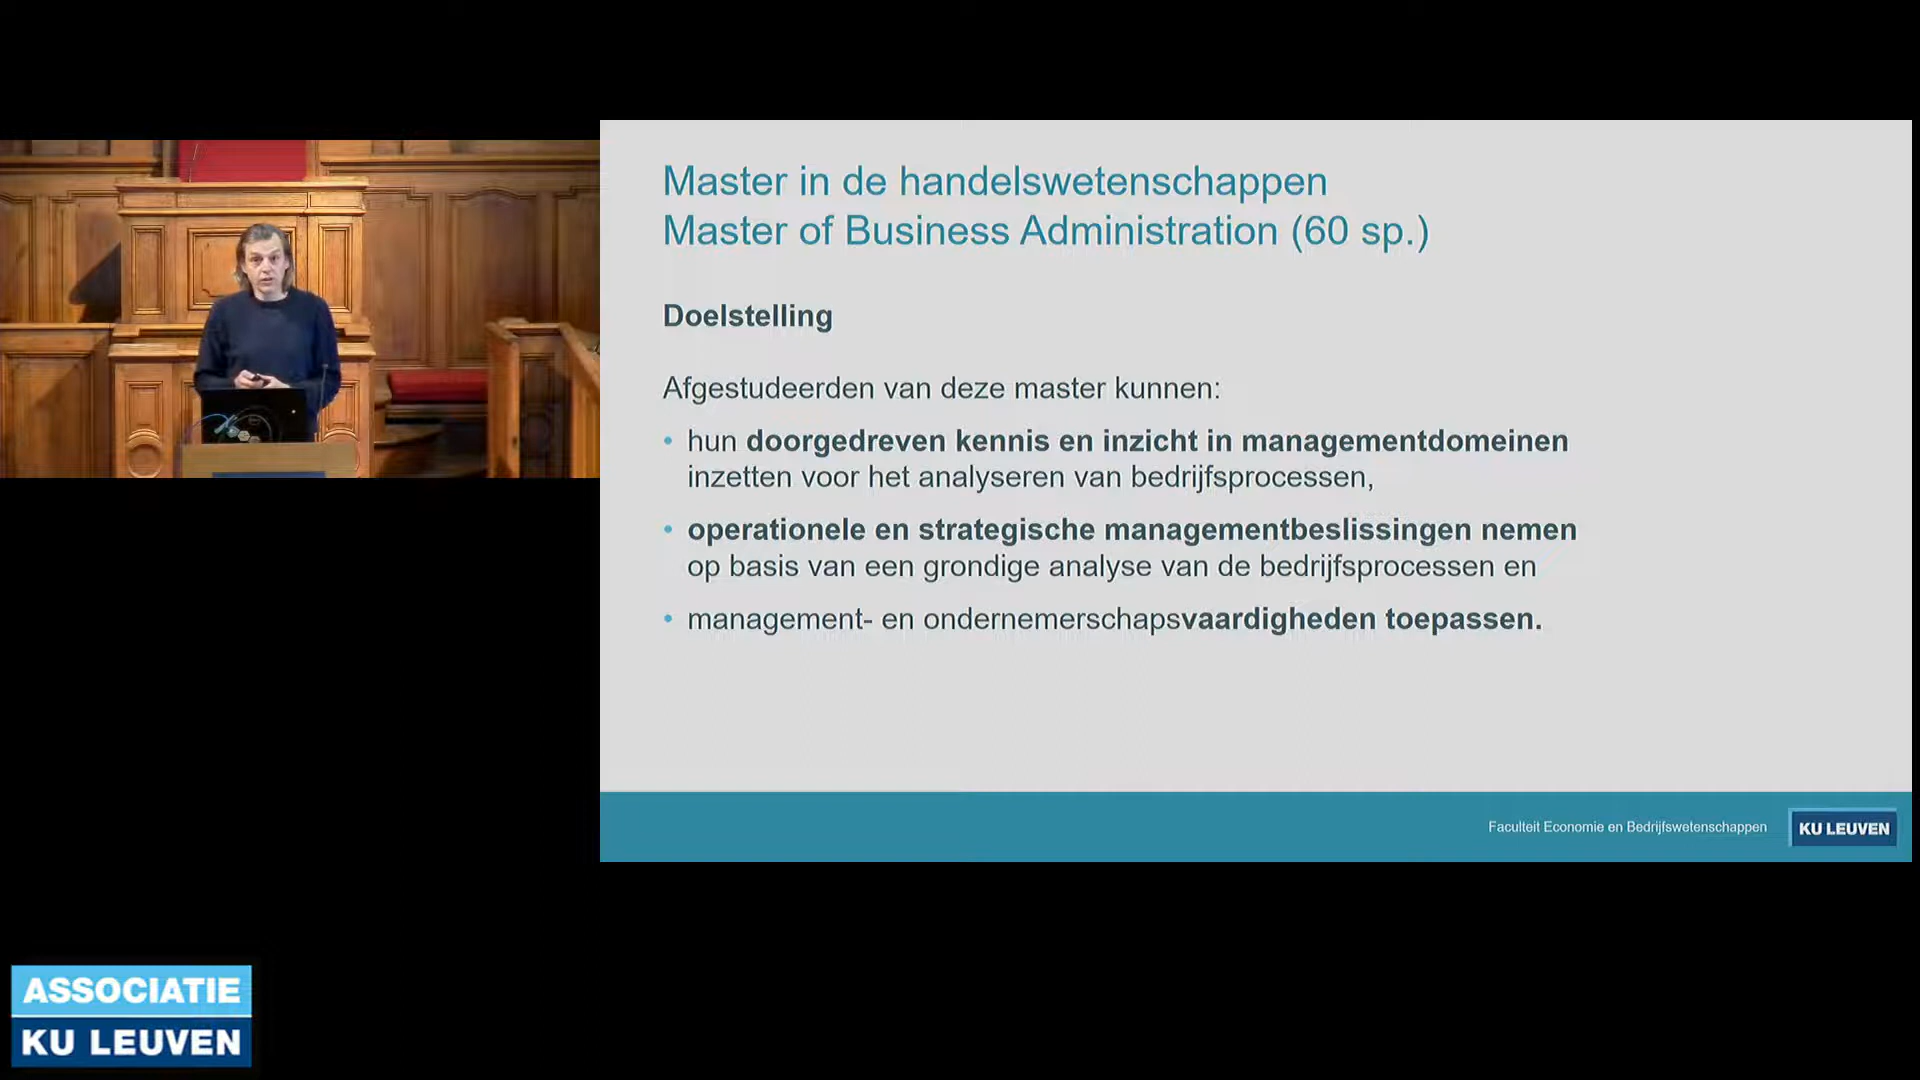 Master in de handelswetenschappen
Master of Business Administration (60 sp.)
Doelstelling
Afgestudeerden van deze master kunnen:
• hun doorgedreven kennis en inzicht in managementdomeinen
inzetten voor het analyseren van bedrijfsprocessen,
• operationele en strategische managementbeslissingen nemen
op basis van een grondige analyse van de bedrijfsprocessen en
• management- en ondernemerschapsvaardigheden toepassen.
Faculteit Economie en Bedrijfswetenschappen
KU LEUVEN
ASSOCIATIE
KU LEUVEN